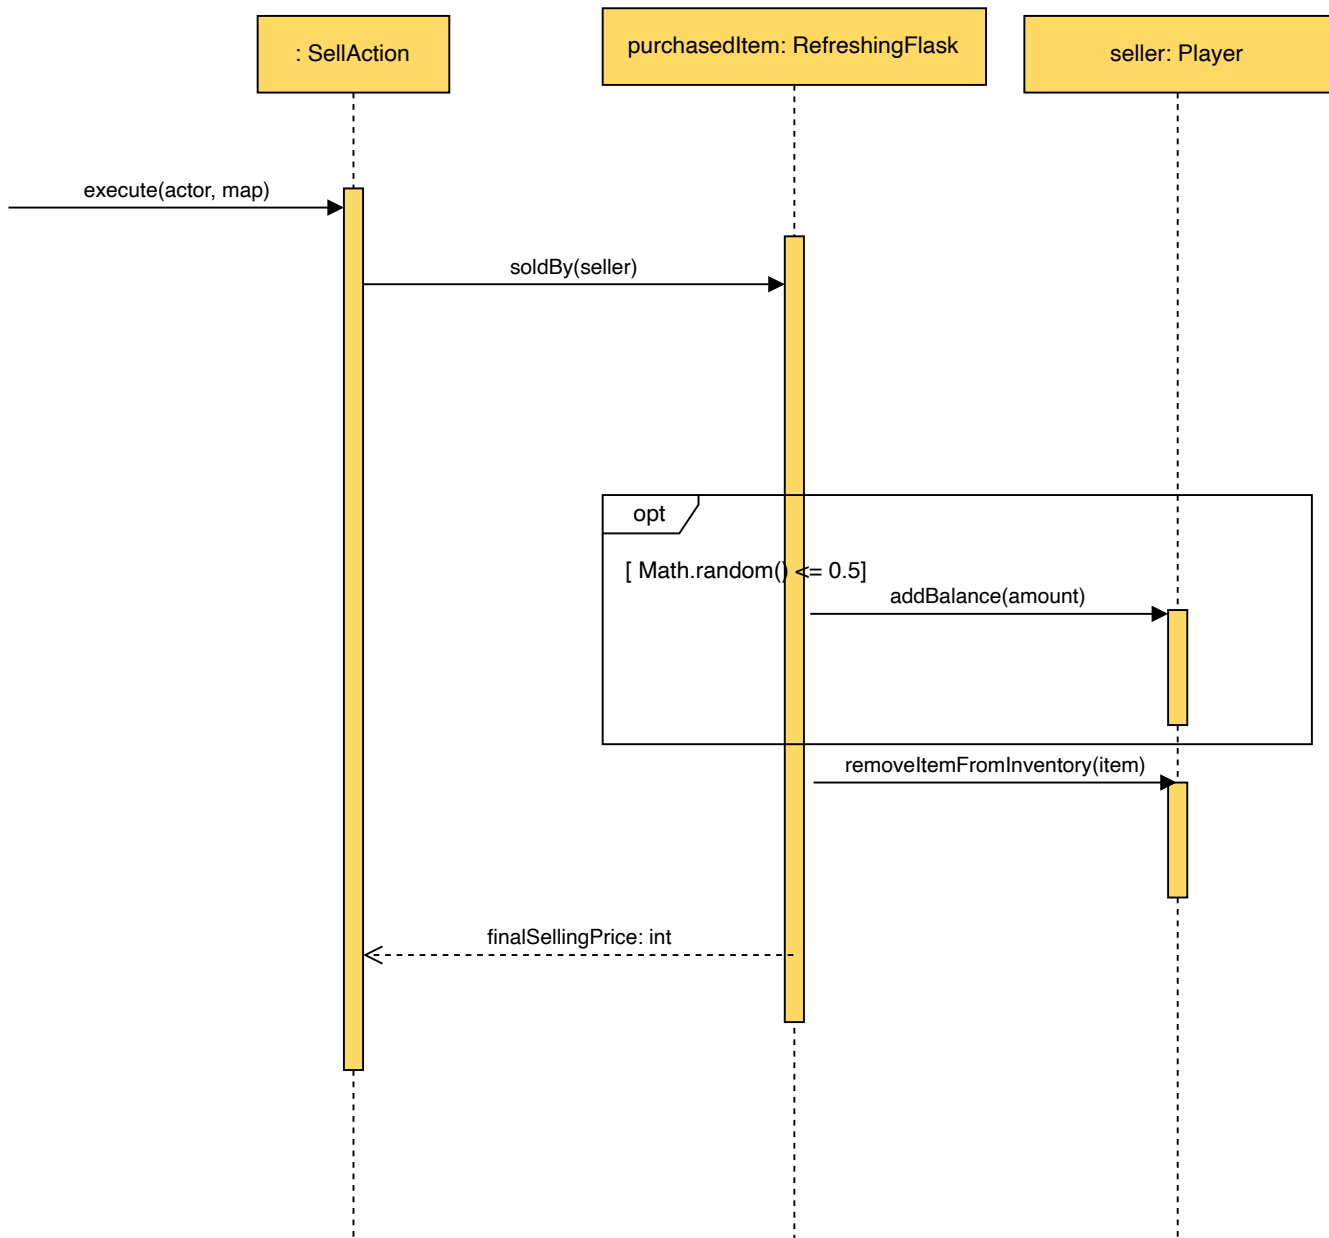 : SellAction
purchasedItem: RefreshingFlask
seller: Player
execute(actor, map)
soldBy(seller)
opt
[ Math.random() <= 0.5]
addBalance(amount)
removeItemFromInventory(item)
finalSellingPrice: int